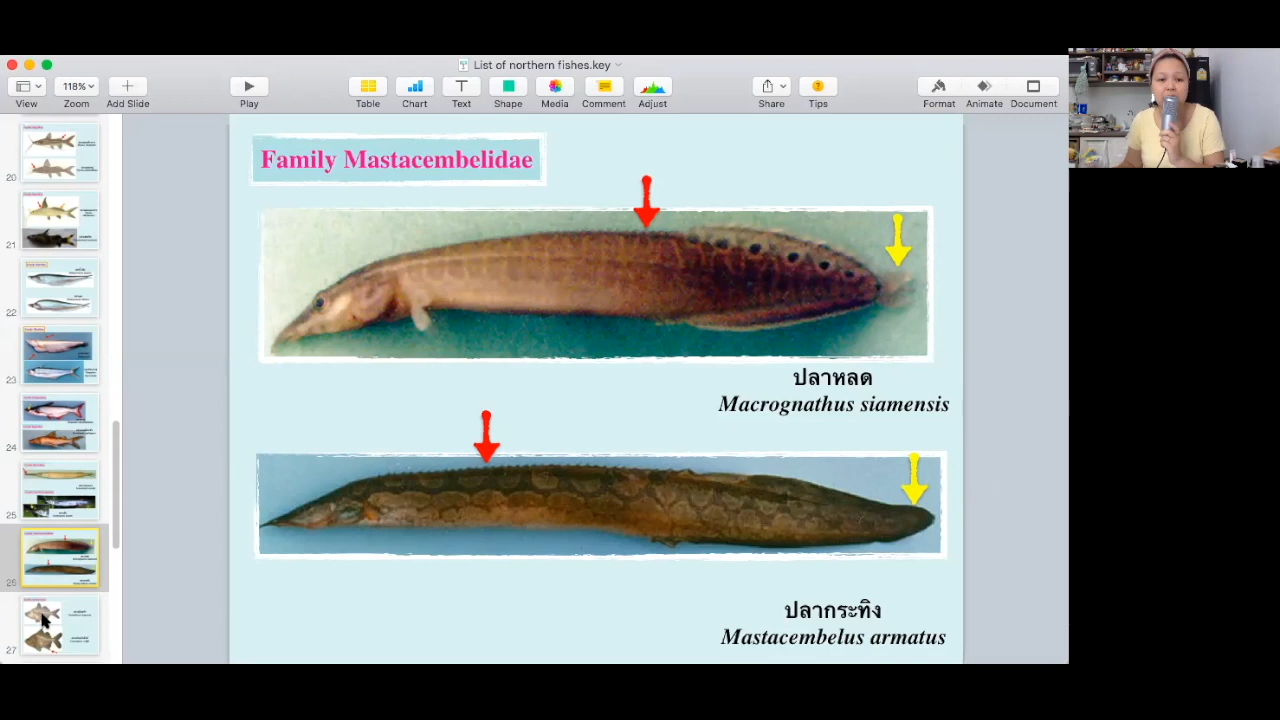 List of northern fishes.key
118%
View
Zoom
Add Slide
Play
Table
Chart
Text
Shape
Media
Comment
Adjust
Share
Tips
Format
Animate
Document
20
21
22
23
24
25
26
27
Family Mastacembelidae
ปลาหลด
Macrognathus siamensis
ปลากระทิง
Mastacembelus armatus